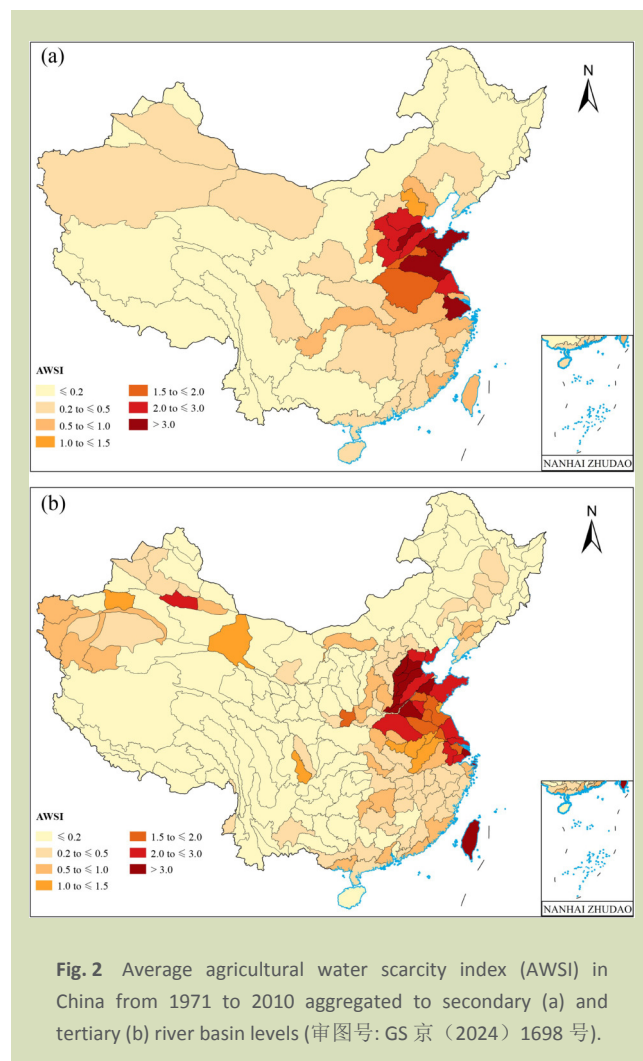 (a)
N
AWSI
≤ 0.2
0.2 to ≤ 0.5
0.5 to ≤ 1.0
1.0 to ≤ 1.5
1.5 to ≤ 2.0
2.0 to ≤ 3.0
> 3.0
NANHAI ZHUDAO
(b)
N
AWSI
≤ 0.2
0.2 to ≤ 0.5
0.5 to ≤ 1.0
1.0 to ≤ 1.5
1.5 to ≤ 2.0
2.0 to ≤ 3.0
> 3.0
NANHAI ZHUDAO
Fig. 2 Average agricultural water scarcity index (AWSI) in
China from 1971 to 2010 aggregated to secondary (a) and
tertiary (b) river basin levels (审图号: GS 京（2024）1698 号).